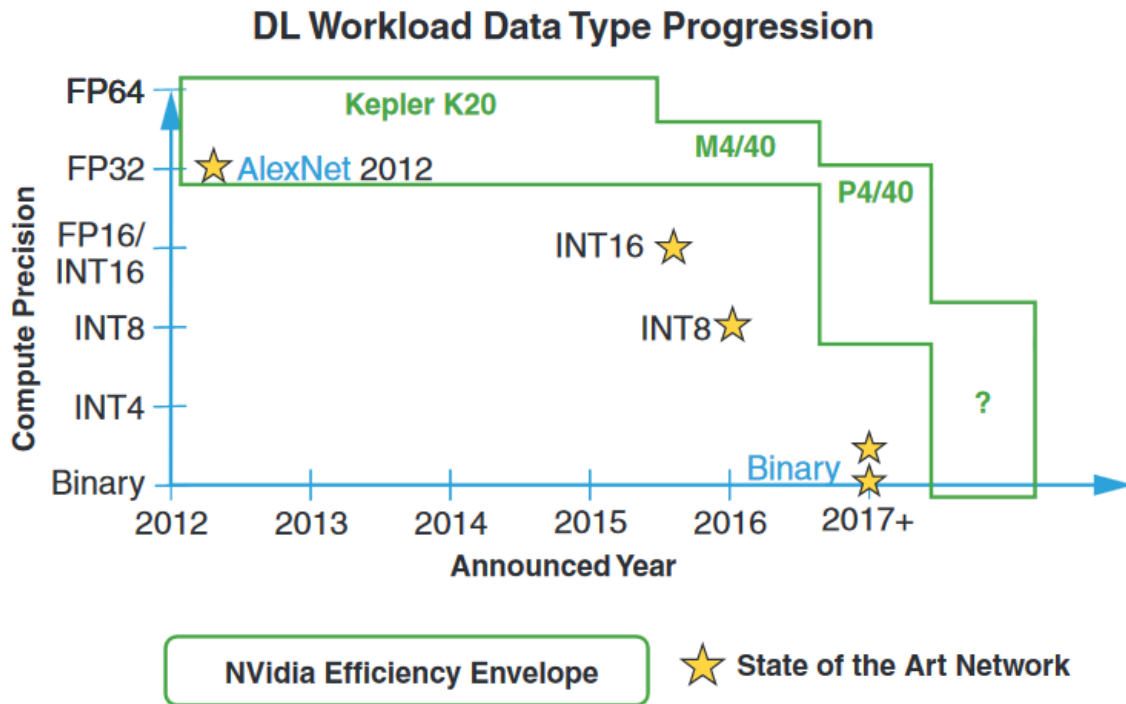 DL Workload Data Type Progression
FP64
Kepler K20
M4/40
FP32
AlexNet 2012
P4/40
FP16/
INT16
INT16
INT8
INT8
INT4
?
Binary
Binary
2012
2013
2014
2015
2016
2017+
Compute Precision
Announced Year
NVidia Efficiency Envelope
State of the Art Network